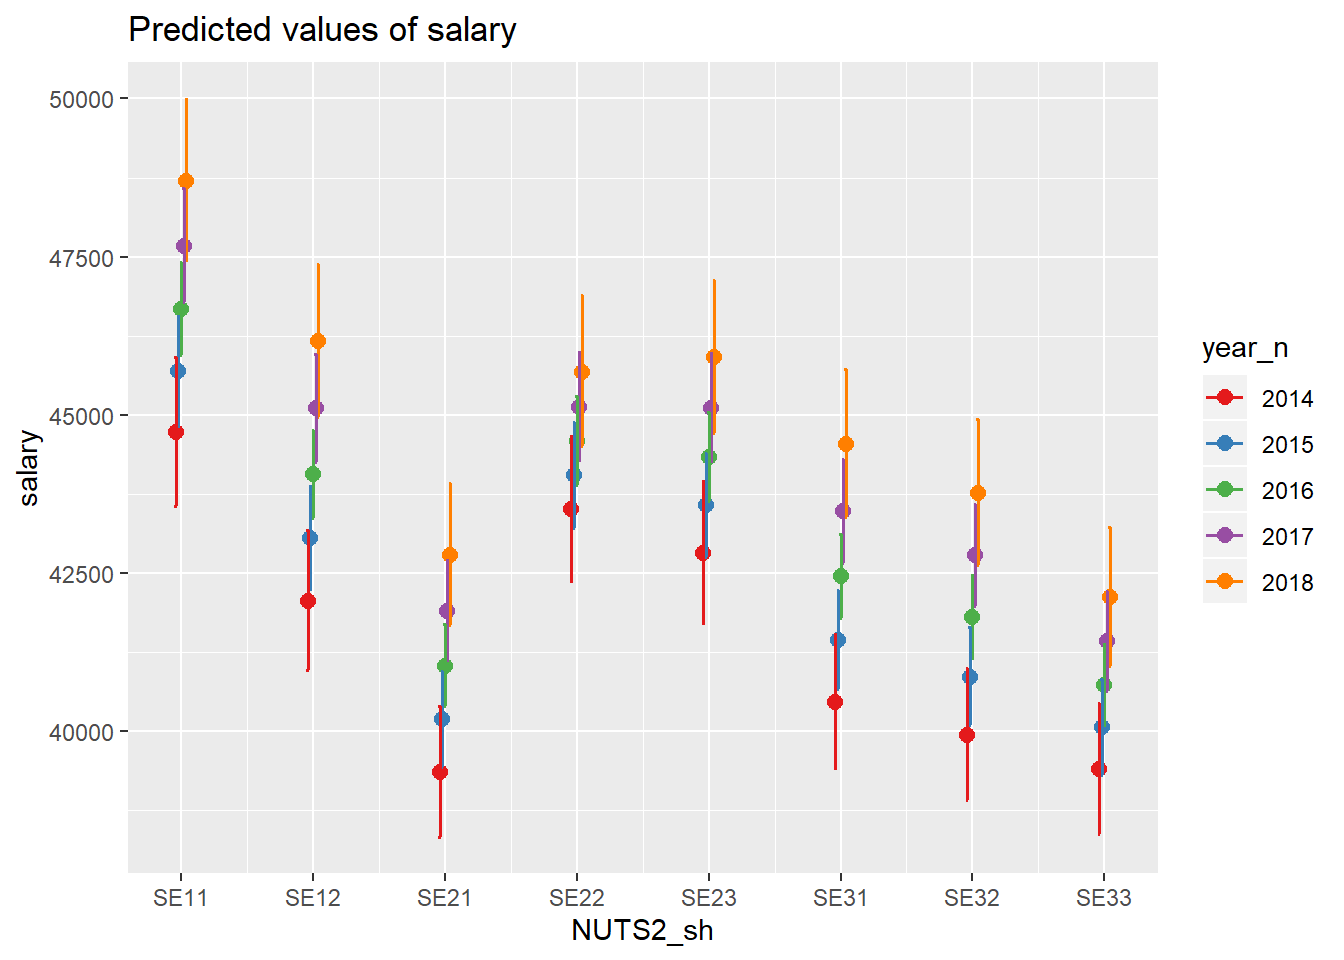 Predicted values of salary
50000
47500
45000
42500
40000
salary
SE11 SE12 SE21 SE22 SE23 SE31 SE32 SE33
NUTS2_sh
year_n
2014
2015
2016
2017
2018